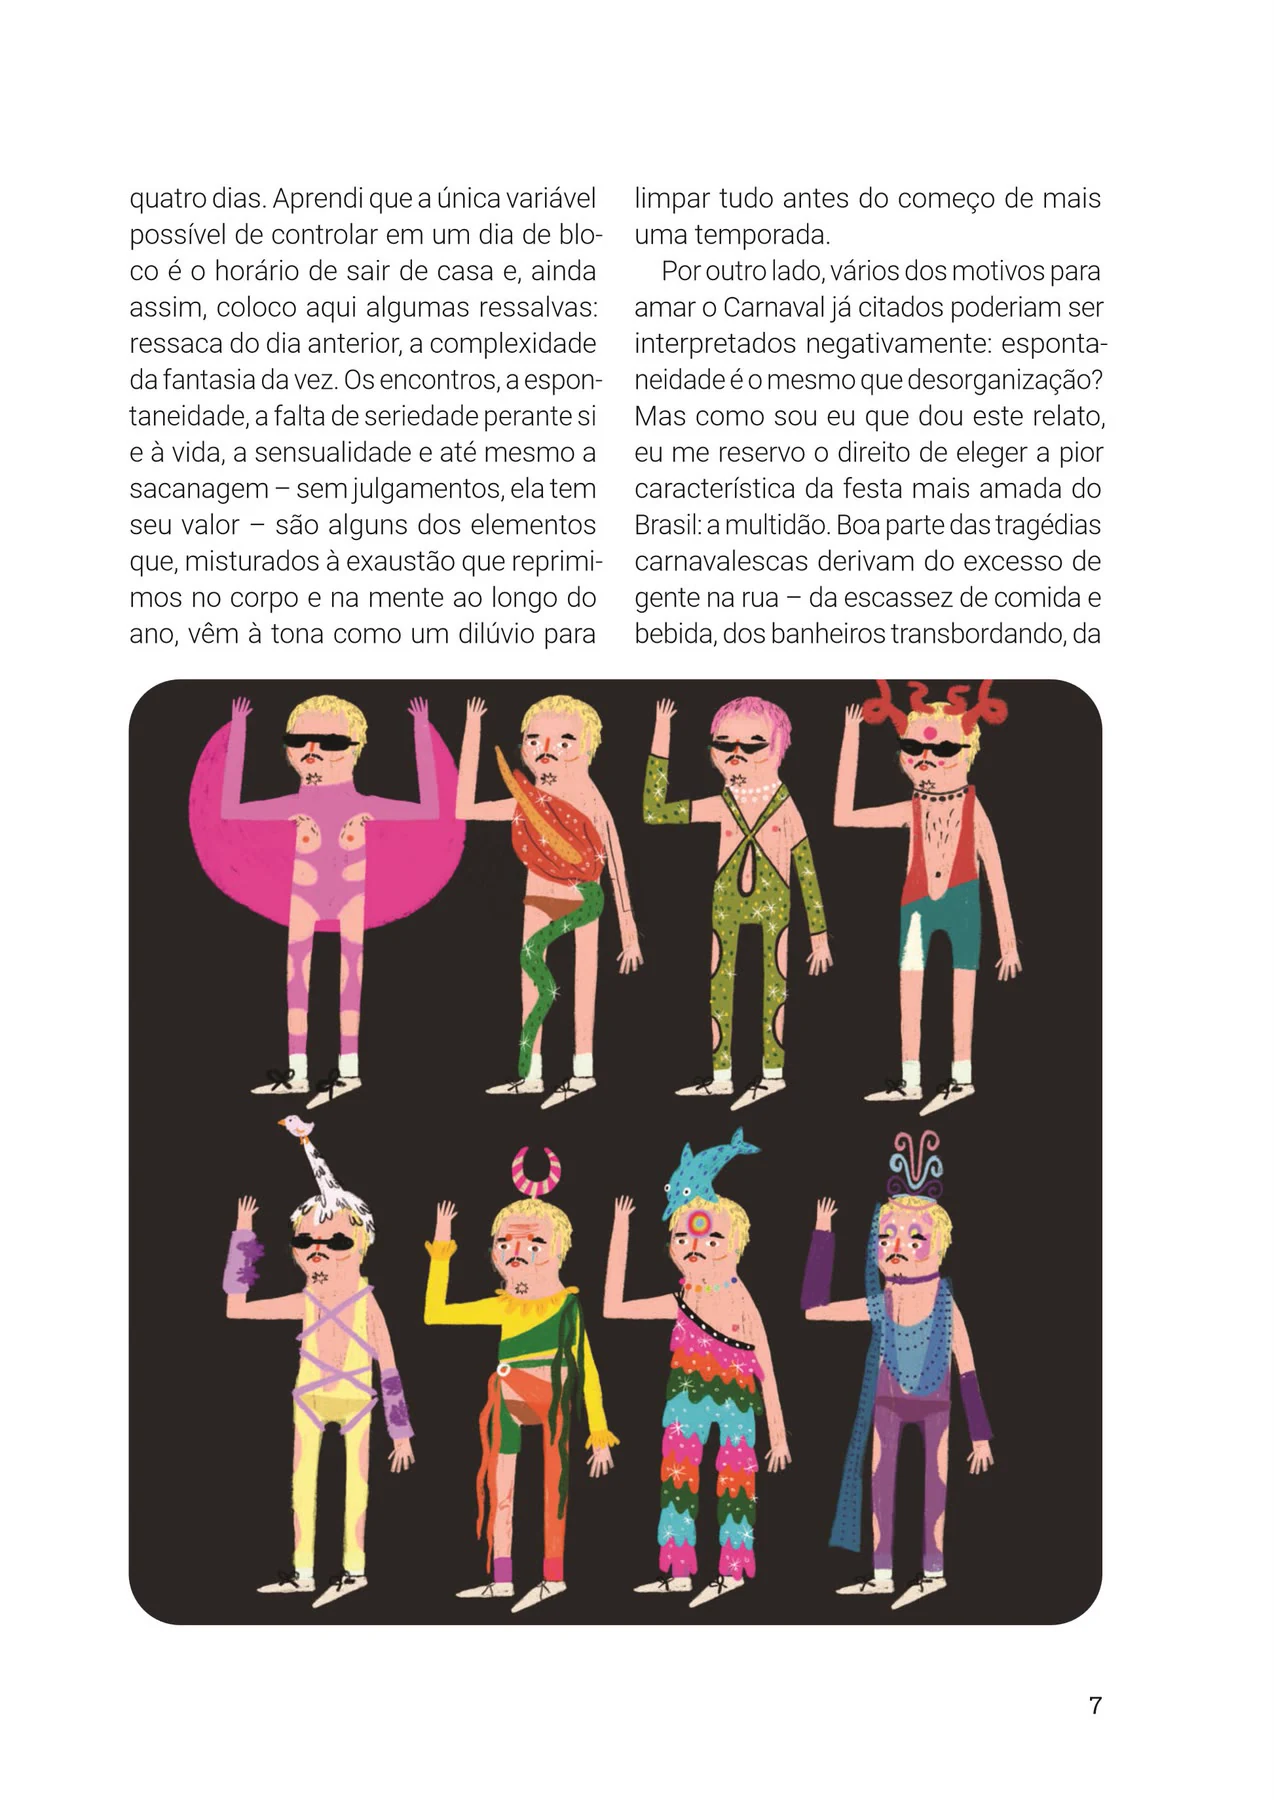 quatro dias. Aprendi que a única variável
possível de controlar em um dia de blo-
co é o horário de sair de casa e, ainda
assim, coloco aqui algumas ressalvas:
ressaca do dia anterior, a complexidade
da fantasia da vez. Os encontros, a espon-
taneidade, a falta de seriedade perante si
e à vida, a sensualidade e até mesmo a
sacanagem – sem julgamentos, ela tem
seu valor – são alguns dos elementos
que, misturados à exaustão que reprimi-
mos no corpo e na mente ao longo do
ano, vêm à tona como um dilúvio para
limpar tudo antes do começo de mais
uma temporada.
Por outro lado, vários dos motivos para
amar o Carnaval já citados poderiam ser
interpretados negativamente: esponta-
neidade é o mesmo que desorganização?
Mas como sou eu que dou este relato,
eu me reservo o direito de eleger a pior
característica da festa mais amada do
Brasil: a multidão. Boa parte das tragédias
carnavalescas derivam do excesso de
gente na rua – da escassez de comida e
bebida, dos banheiros transbordando, da
7